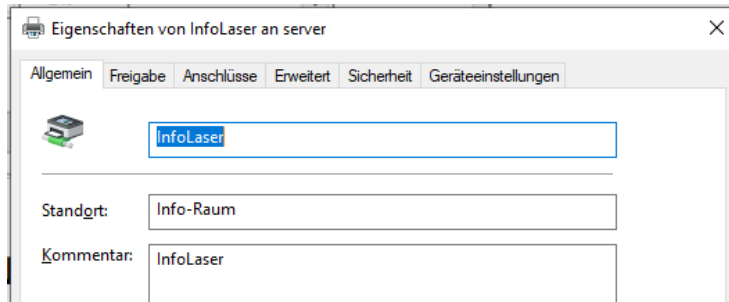 Eigenschaften von InfoLaser an server
Allgemein Freigabe Anschlüsse Erweitert Sicherheit Geräteeinstellungen
InfoLaser
Standort: Info-Raum
Kommentar: InfoLaser